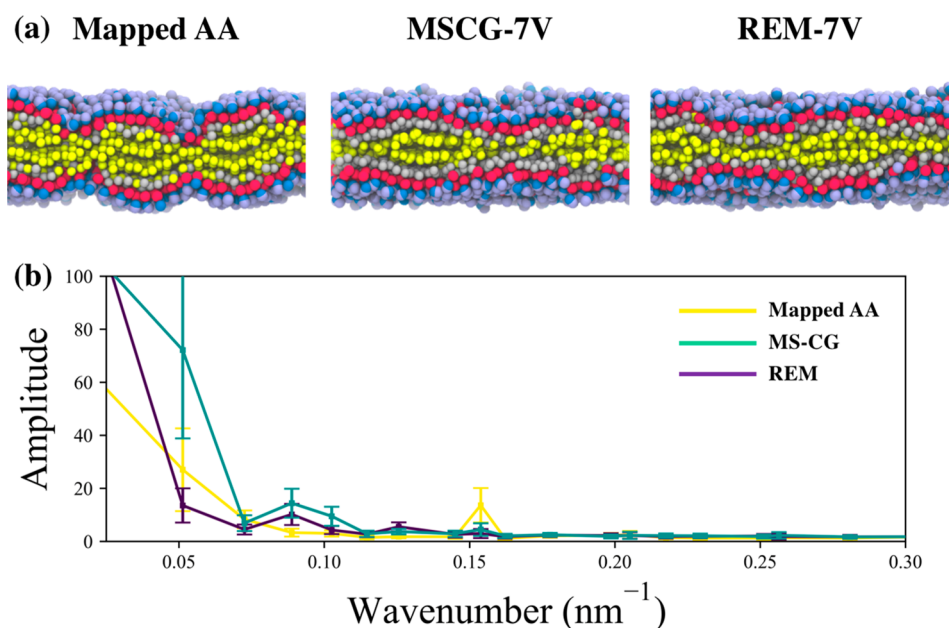 (a) Mapped AA MSCG-7V REM-7V
(b)
100
80
60
40
20
0
Amplitude
Mapped AA
MS-CG
REM
0.05 0.10 0.15 0.20 0.25 0.30
Wavenumber (nm⁻¹)